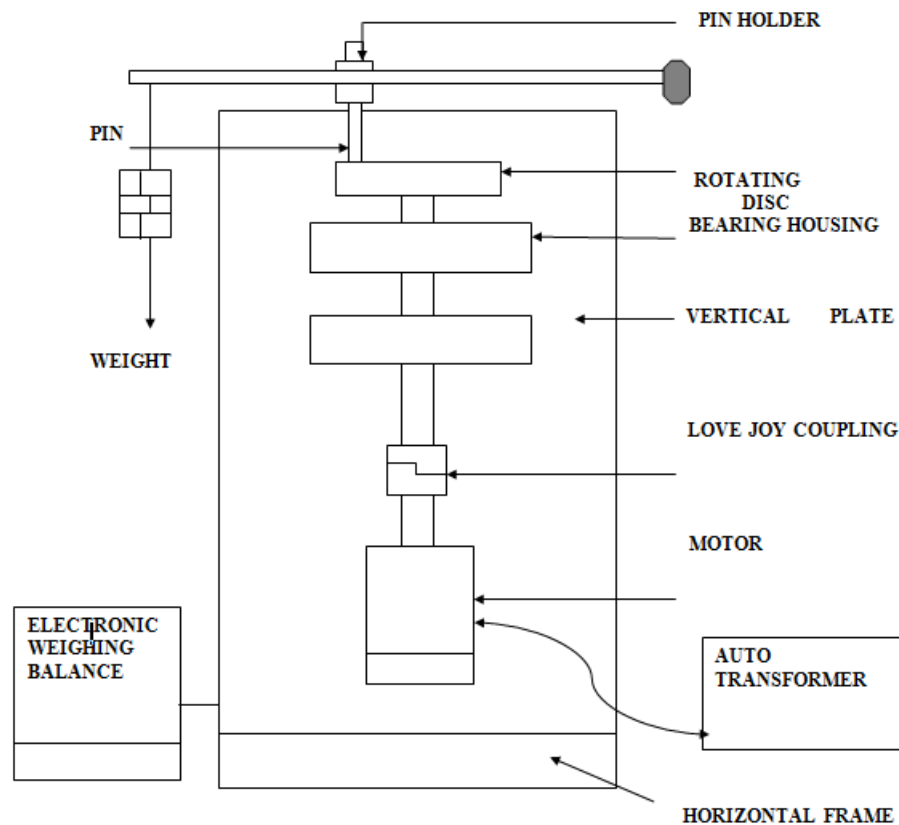 PIN HOLDER
PIN
ROTATING
DISC
BEARING HOUSING
VERTICAL PLATE
WEIGHT
LOVE JOY COUPLING
MOTOR
ELECTRONIC
WEIGHING
BALANCE
AUTO
TRANSFORMER
HORIZONTAL FRAME